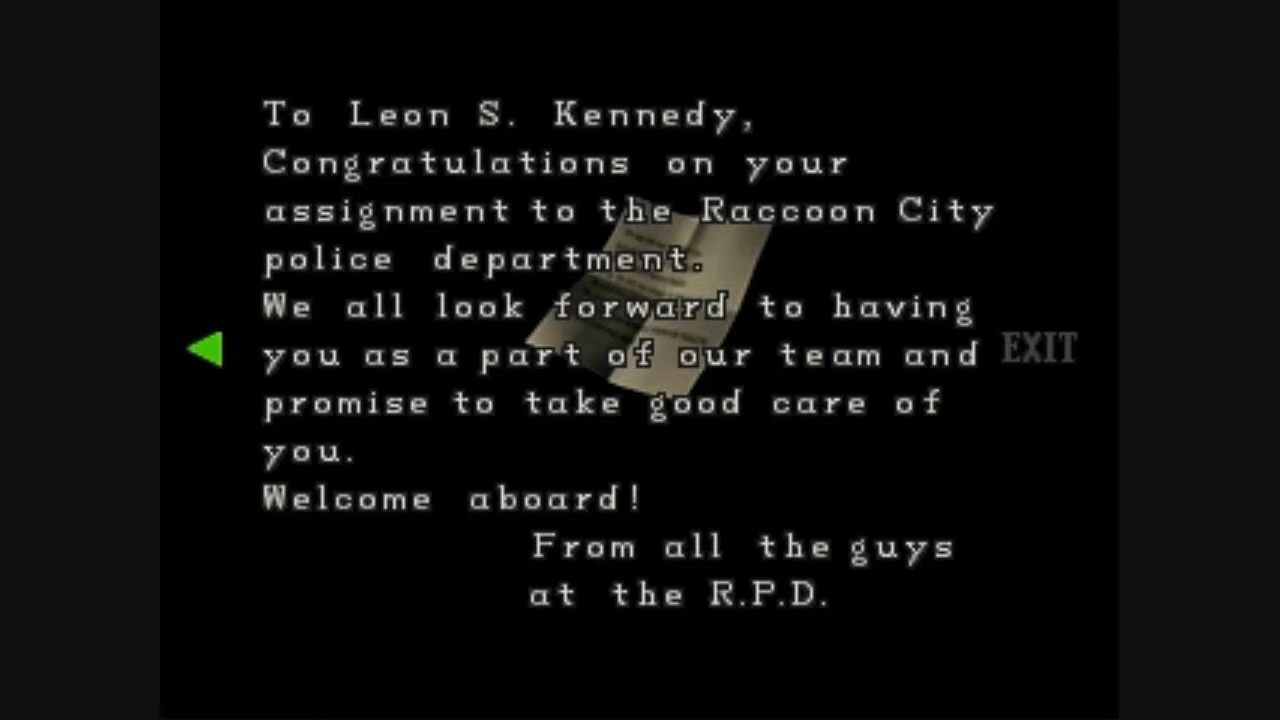 To Leon S. Kennedy,
Congratulations on your
assignment to the Raccoon City
police department.
We all look forward to having
you as a part of our team and
EXIT
promise to take good care of
you.
Welcome aboard!
From all the guys
at the R.P.D.